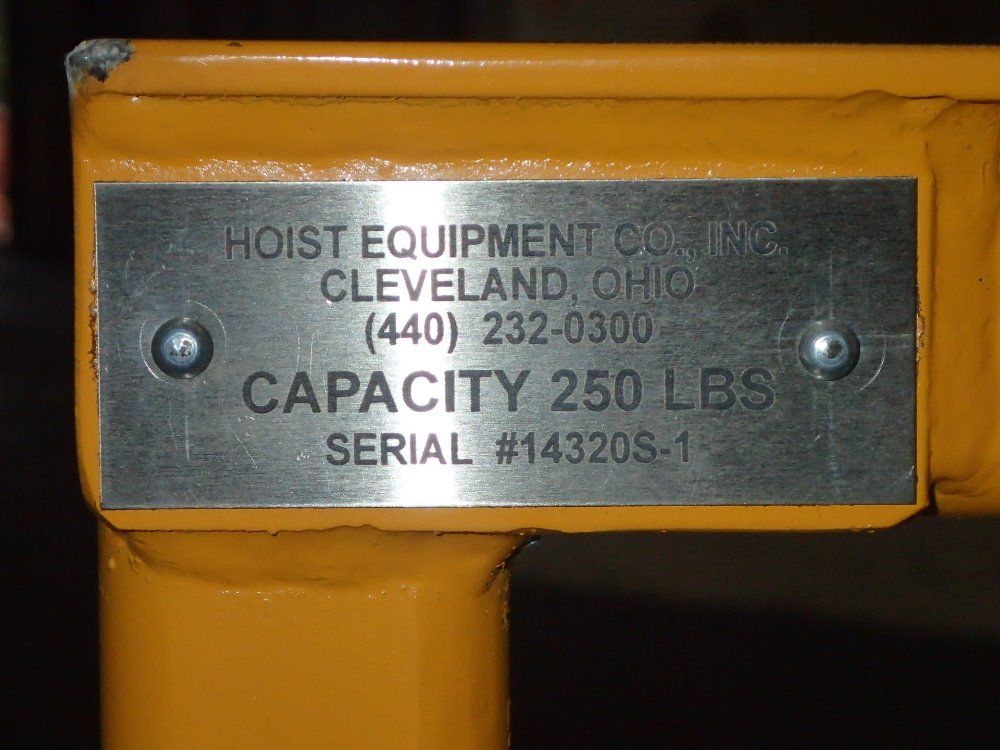 HOIST EQUIPMENT CO., INC.
CLEVELAND, OHIO
(440) 232-0300
CAPACITY 250 LBS
SERIAL #14320S-1